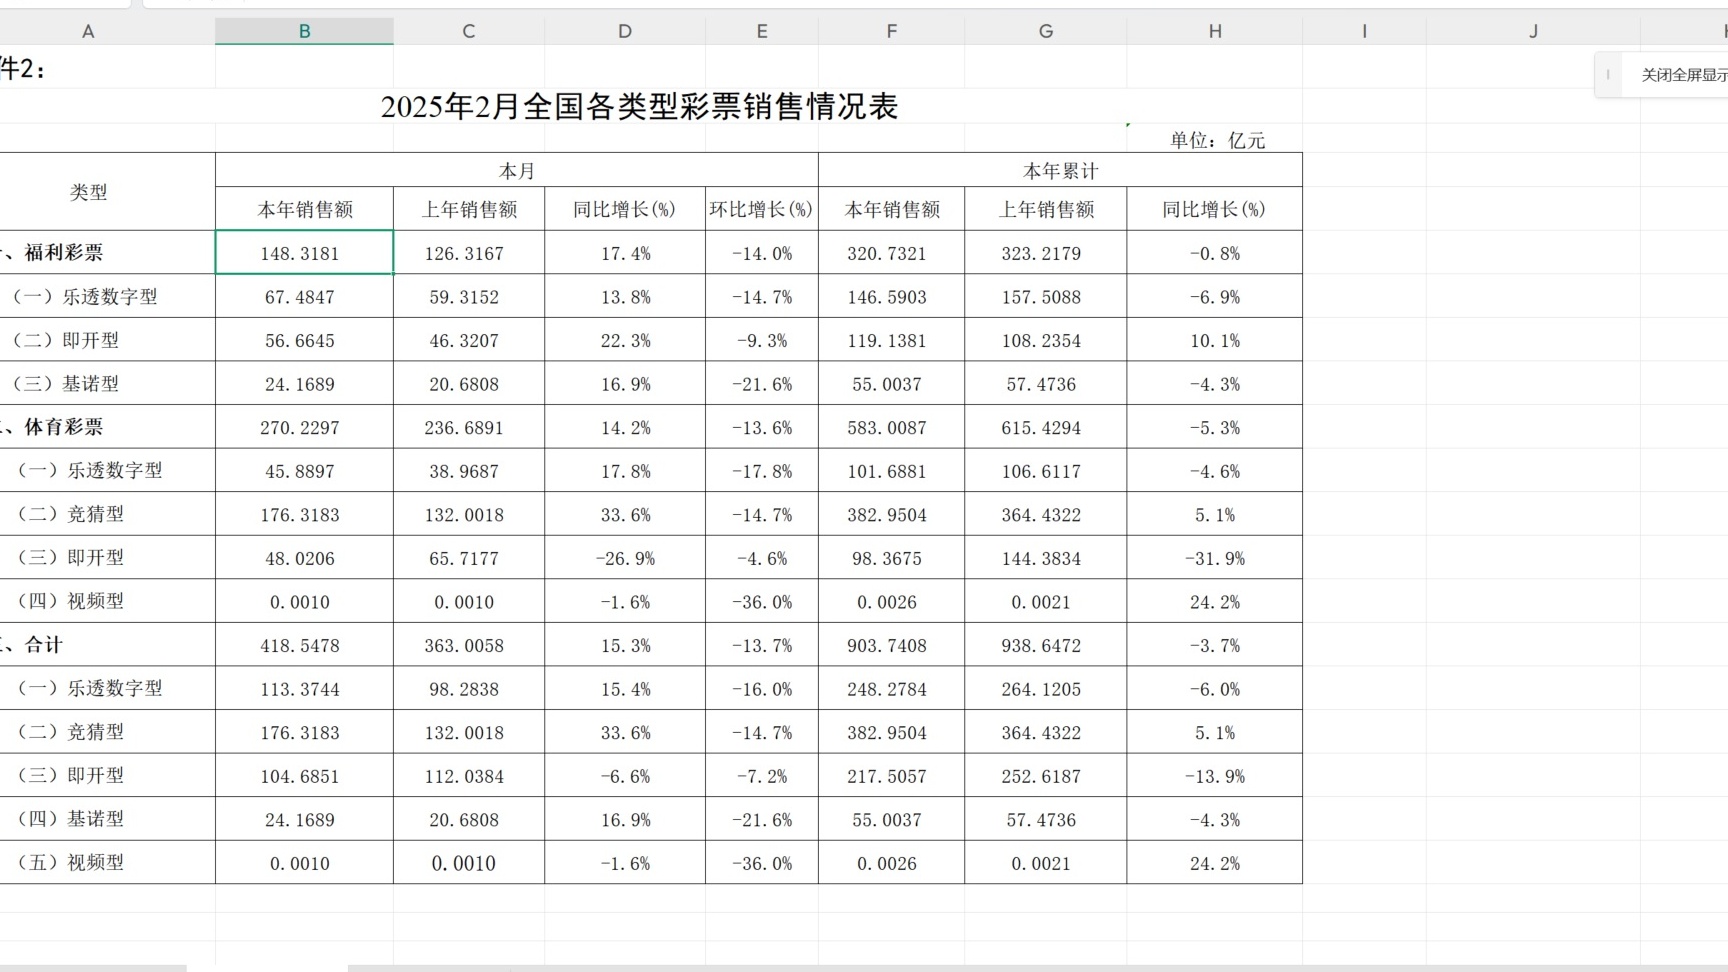 A B C D E F G H I J
件2：
关闭全屏显示
2025年2月全国各类型彩票销售情况表
单位：亿元
类型 本月 本年累计
本年销售额 上年销售额 同比增长(%) 环比增长(%) 本年销售额 上年销售额 同比增长(%)
、福利彩票 148.3181 126.3167 17.4% -14.0% 320.7321 323.2179 -0.8%
（一）乐透数字型 67.4847 59.3152 13.8% -14.7% 146.5903 157.5088 -6.9%
（二）即开型 56.6645 46.3207 22.3% -9.3% 119.1381 108.2354 10.1%
（三）基诺型 24.1689 20.6808 16.9% -21.6% 55.0037 57.4736 -4.3%
、体育彩票 270.2297 236.6891 14.2% -13.6% 583.0087 615.4294 -5.3%
（一）乐透数字型 45.8897 38.9687 17.8% -17.8% 101.6881 106.6117 -4.6%
（二）竞猜型 176.3183 132.0018 33.6% -14.7% 382.9504 364.4322 5.1%
（三）即开型 48.0206 65.7177 -26.9% -4.6% 98.3675 144.3834 -31.9%
（四）视频型 0.0010 0.0010 -1.6% -36.0% 0.0026 0.0021 24.2%
、合计 418.5478 363.0058 15.3% -13.7% 903.7408 938.6472 -3.7%
（一）乐透数字型 113.3744 98.2838 15.4% -16.0% 248.2784 264.1205 -6.0%
（二）竞猜型 176.3183 132.0018 33.6% -14.7% 382.9504 364.4322 5.1%
（三）即开型 104.6851 112.0384 -6.6% -7.2% 217.5057 252.6187 -13.9%
（四）基诺型 24.1689 20.6808 16.9% -21.6% 55.0037 57.4736 -4.3%
（五）视频型 0.0010 0.0010 -1.6% -36.0% 0.0026 0.0021 24.2%